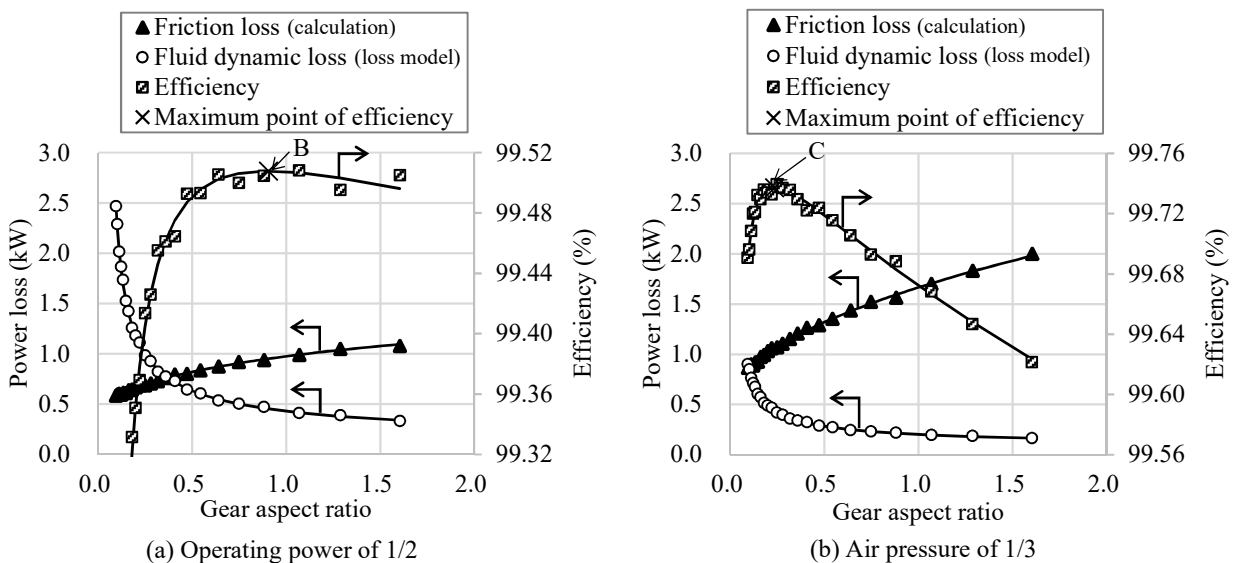 Friction loss (calculation)
Fluid dynamic loss (loss model)
Efficiency
Maximum point of efficiency
B
3.0
2.5
2.0
1.5
1.0
0.5
0.0
Power loss (kW)
99.52
99.48
99.44
99.40
99.36
99.32
Efficiency (%)
0.0 0.5 1.0 1.5 2.0
Gear aspect ratio
(a) Operating power of 1/2
Friction loss (calculation)
Fluid dynamic loss (loss model)
Efficiency
Maximum point of efficiency
C
3.0
2.5
2.0
1.5
1.0
0.5
0.0
Power loss (kW)
99.76
99.72
99.68
99.64
99.60
99.56
Efficiency (%)
0.0 0.5 1.0 1.5 2.0
Gear aspect ratio
(b) Air pressure of 1/3